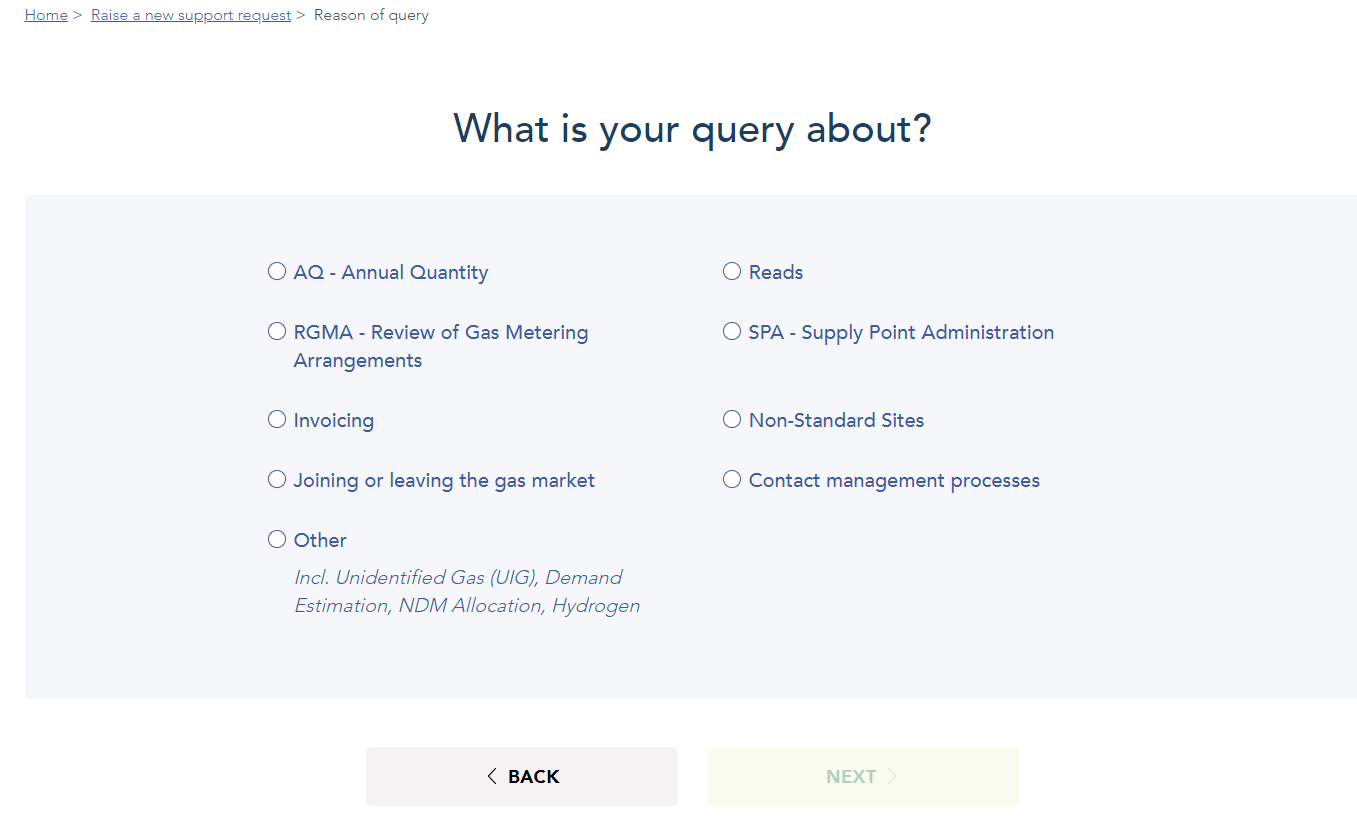 Home > Raise a new support request > Reason of query
What is your query about?
AQ - Annual Quantity
Reads
RGMA - Review of Gas Metering
Arrangements
SPA - Supply Point Administration
Invoicing
Non-Standard Sites
Joining or leaving the gas market
Contact management processes
Other
Incl. Unidentified Gas (UIG), Demand
Estimation, NDM Allocation, Hydrogen
< BACK
NEXT >